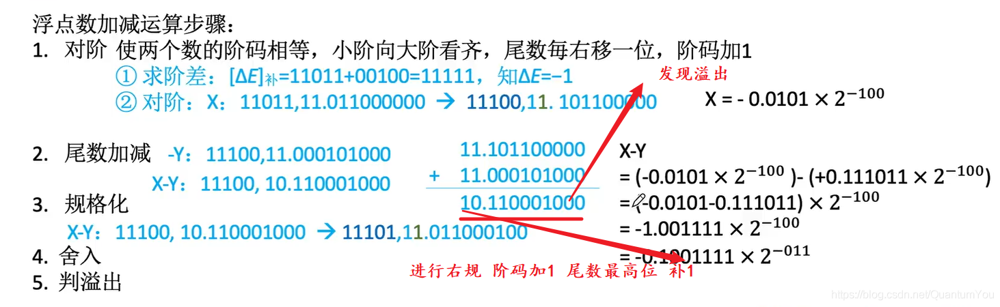 浮点数加减运算步骤：
1. 对阶 使两个数的阶码相等，小阶向大阶看齐，尾数每右移一位，阶码加1
① 求阶差：[ΔE]补=11011+00100=11111，知ΔE=−1
发现溢出
② 对阶：X：11011,11.011000000 → 11100,11. 101100000
X = - 0.0101 × 2^−100
2. 尾数加减 -Y：11100,11.000101000
X-Y：11100, 10.110001000
11.101100000
+ 11.000101000
10.110001000
X-Y
= (-0.0101 × 2^−100 )- (+0.111011 × 2^−100)
= (-0.0101-0.111011) × 2^−100
= -1.001111 × 2^−100
= -0.1001111 × 2^−011
3. 规格化
X-Y：11100, 10.110001000 → 11101,11.011000100
4. 舍入
进行右规 阶码加1 尾数最高位 补1
5. 判溢出
https://blog.csdn.net/QuantumYou